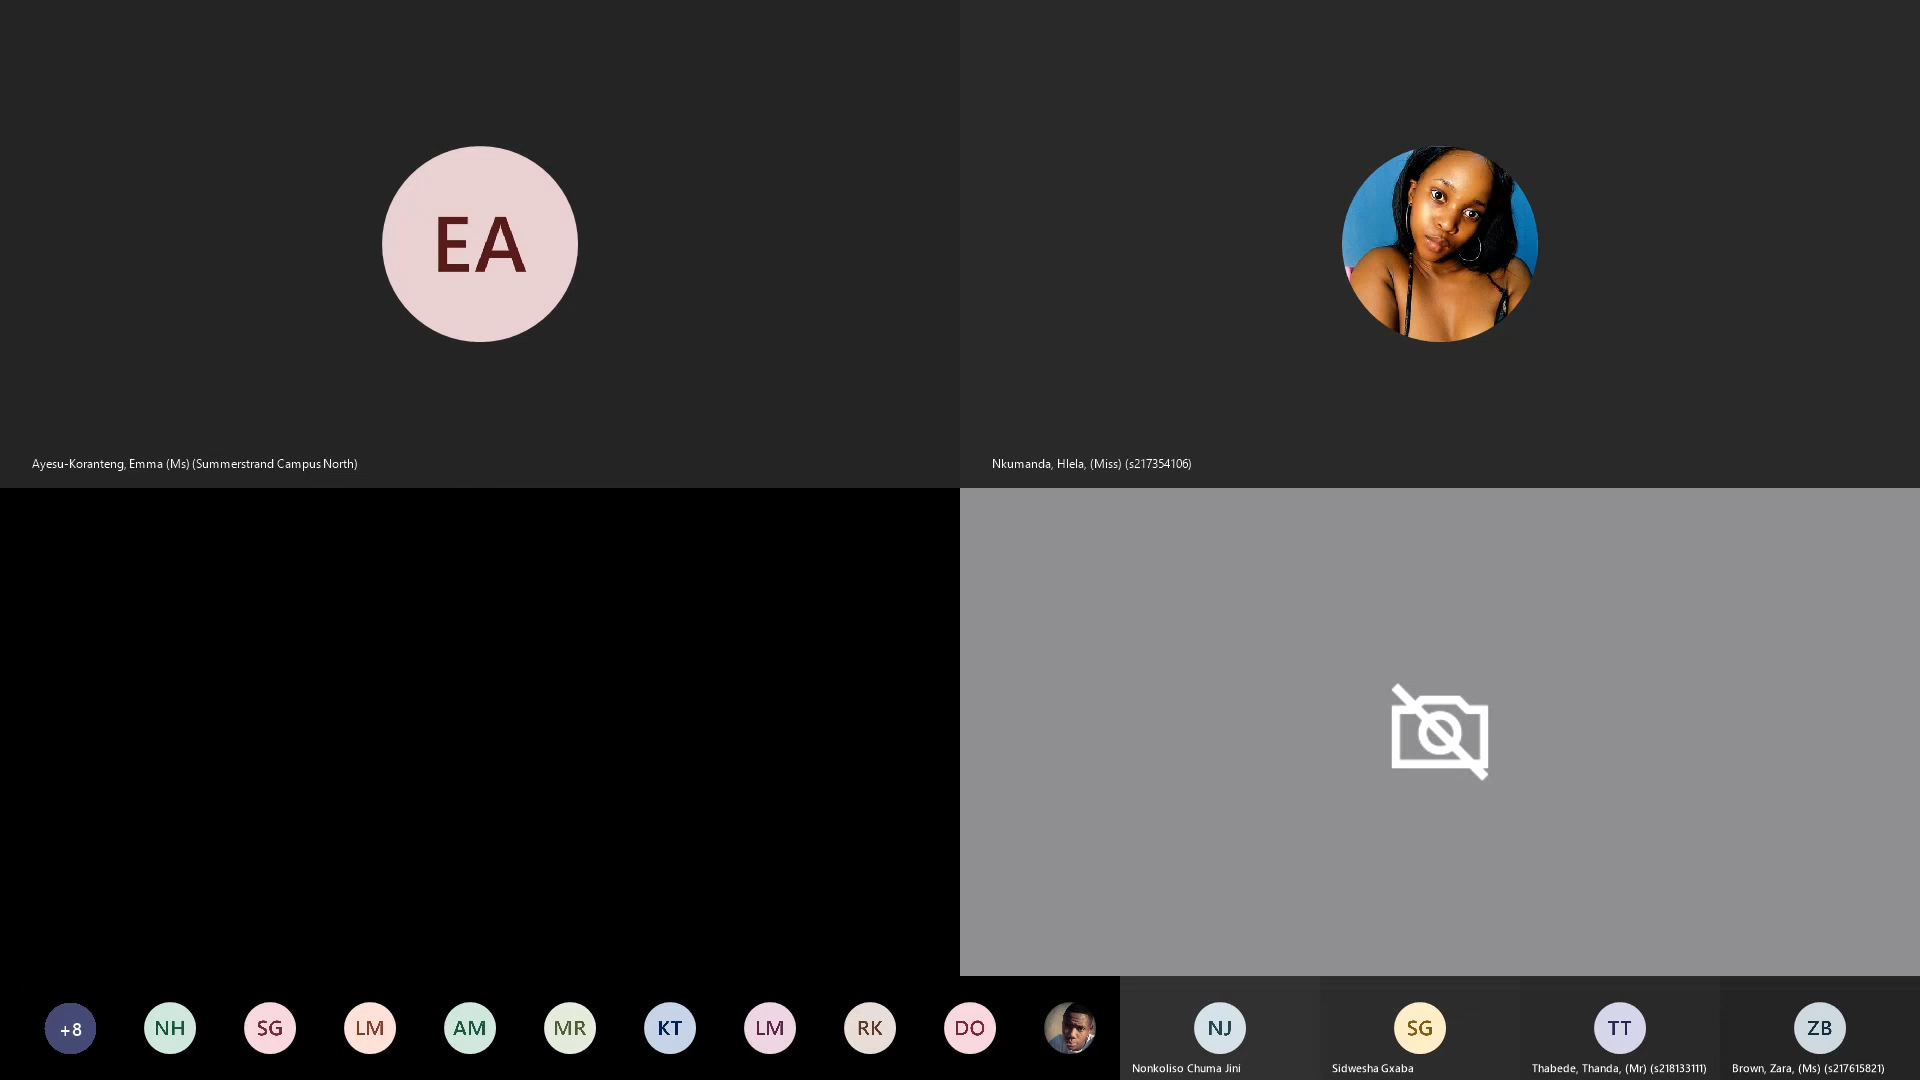 EA
Ayesu-Koranteng, Emma (Ms) (Summerstrand Campus North)
Nkumanda, Hlela, (Miss) (s217354106)
+8
NH
SG
LM
AM
MR
KT
LM
RK
DO
NJ
SG
TT
ZB
Nonkoliso Chuma Jini
Sidwesha Gxaba
Thabede, Thanda, (Mr) (s218133111)
Brown, Zara, (Ms) (s217615821)